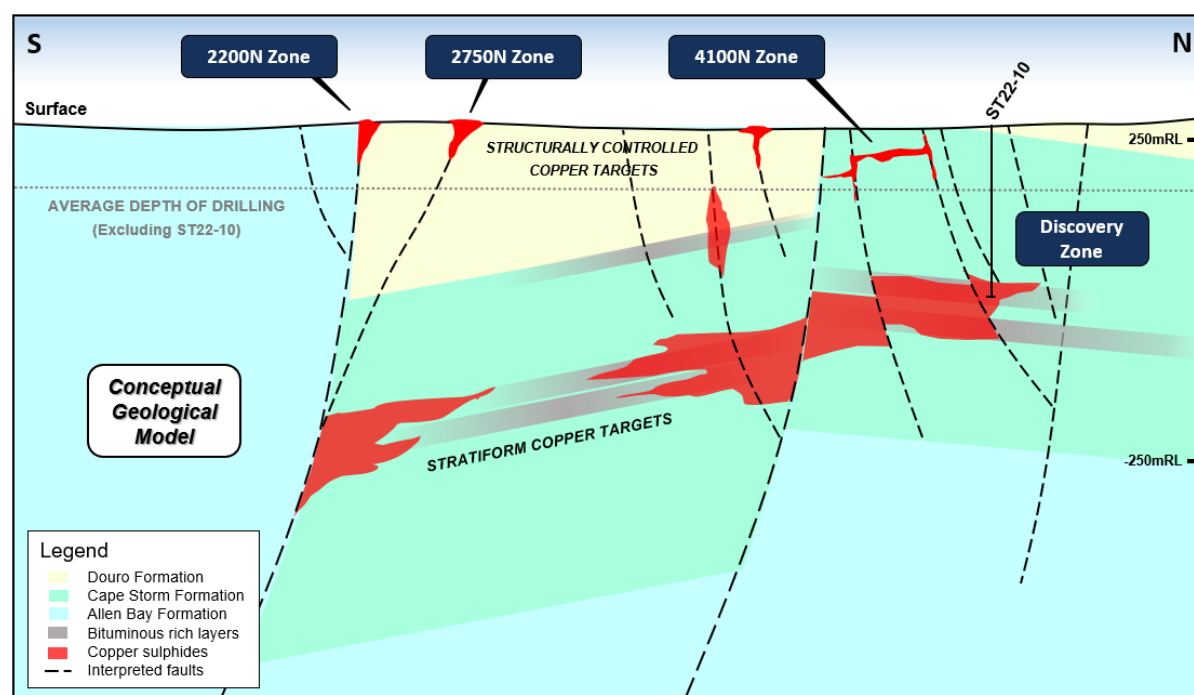 S
N
2200N Zone
2750N Zone
4100N Zone
ST22-10
Surface
250mRL
STRUCTURALLY CONTROLLED
COPPER TARGETS
AVERAGE DEPTH OF DRILLING
(Excluding ST22-10)
Discovery
Zone
Conceptual
Geological
Model
STRATIFORM COPPER TARGETS
-250mRL
Legend
Douro Formation
Cape Storm Formation
Allen Bay Formation
Bituminous rich layers
Copper sulphides
Interpreted faults